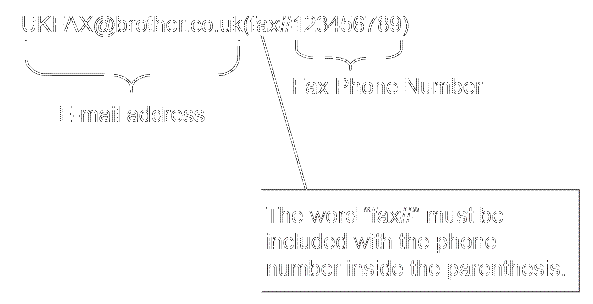 UKFAX@brother.co.uk(fax#123456789)
Fax Phone Number
E-mail address
The word "fax#" must be
included with the phone
number inside the parenthesis.